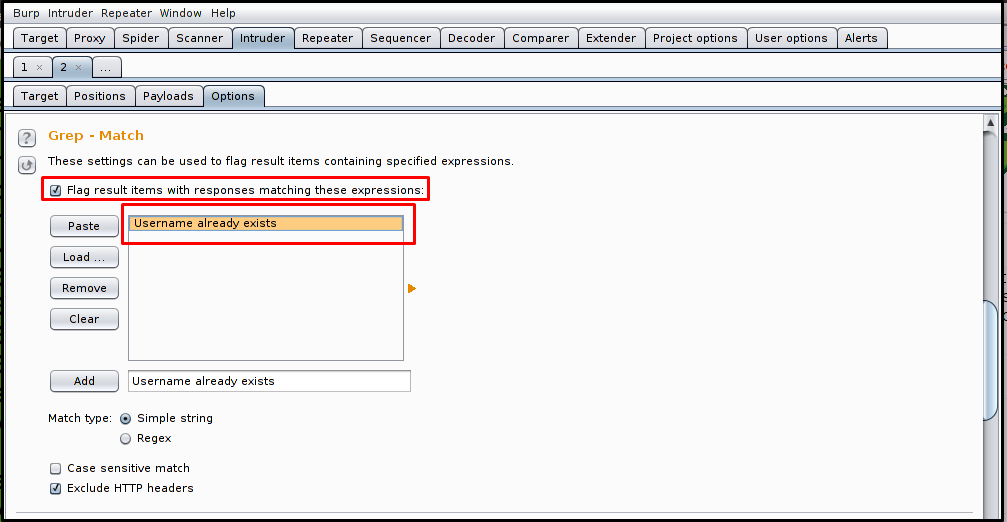 Burp Intruder Repeater Window Help
Target Proxy Spider Scanner Intruder Repeater Sequencer Decoder Comparer Extender Project options User options Alerts
1 × 2 × ...
Target Positions Payloads Options
? Grep - Match
These settings can be used to flag result items containing specified expressions.
Flag result items with responses matching these expressions:
Paste Username already exists
Load ...
Remove
Clear
Add Username already exists
Match type: Simple string
Regex
Case sensitive match
Exclude HTTP headers